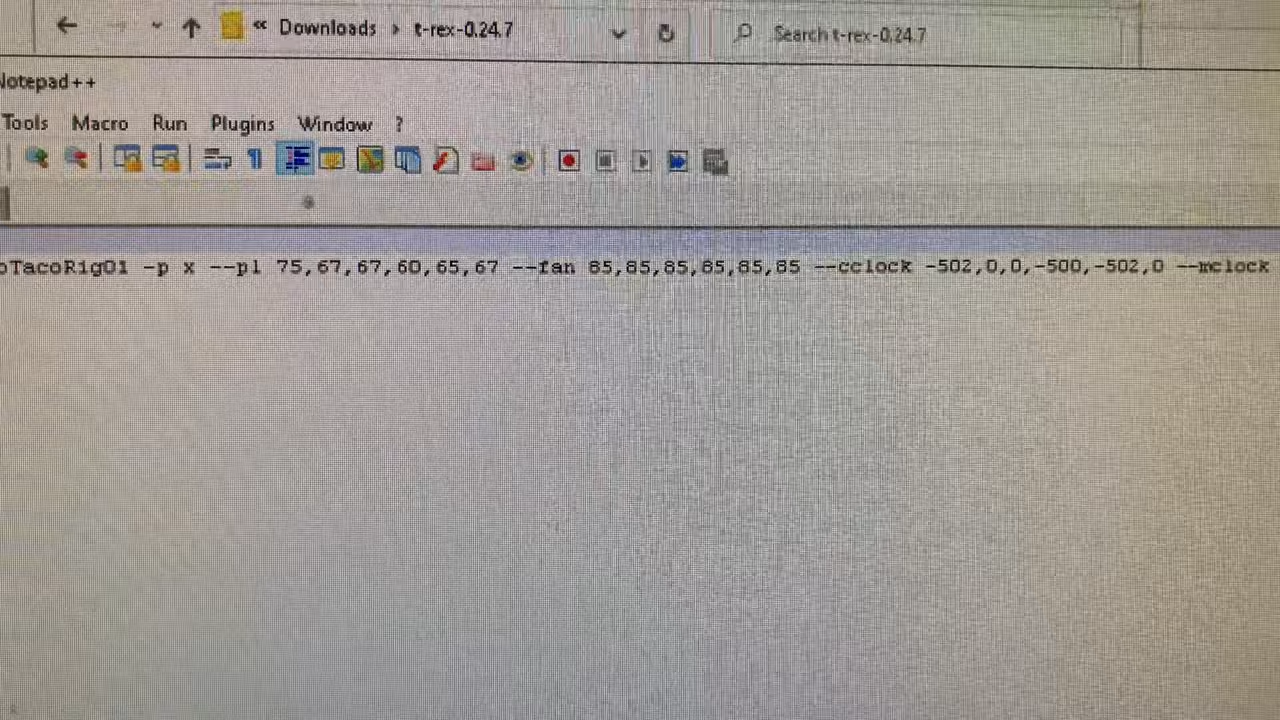 « Downloads › t-rex-0.24.7
Search t-rex-0.24.7
Notepad++
Tools Macro Run Plugins Window ?
oTacoRig01 -p x --pl 75,67,67,60,65,67 --fan 85,85,85,85,85,85 --cclock -502,0,0,-500,-502,0 --mclock